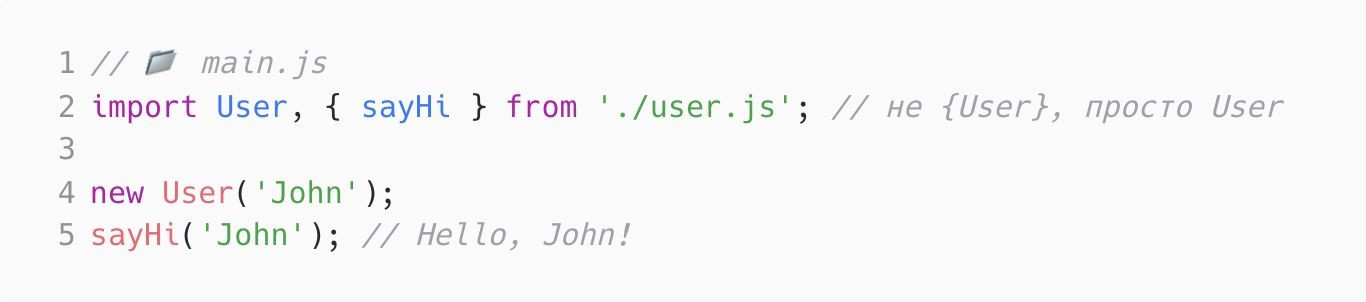 1 // 📁 main.js
2 import User, { sayHi } from './user.js'; // не {User}, просто User
3
4 new User('John');
5 sayHi('John'); // Hello, John!